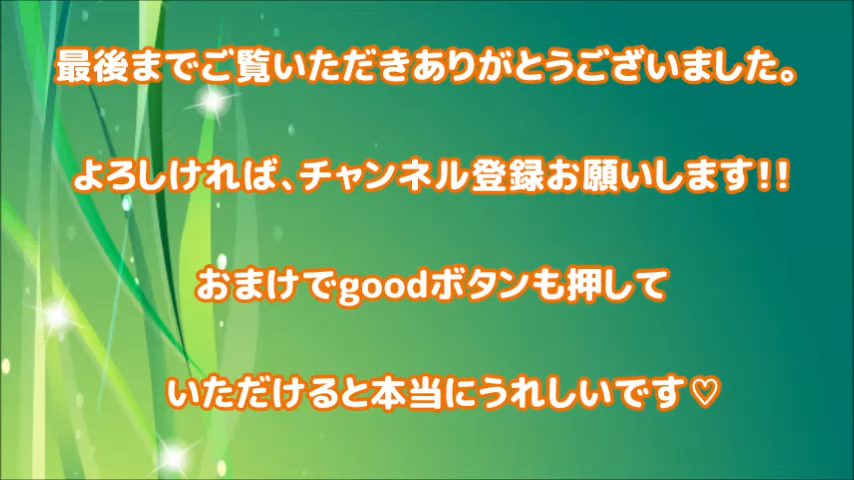 最後までご覧いただきありがとうございました。
よろしければ、チャンネル登録お願いします!!
おまけでgoodボタンも押して
いただけると本当にうれしいです♡